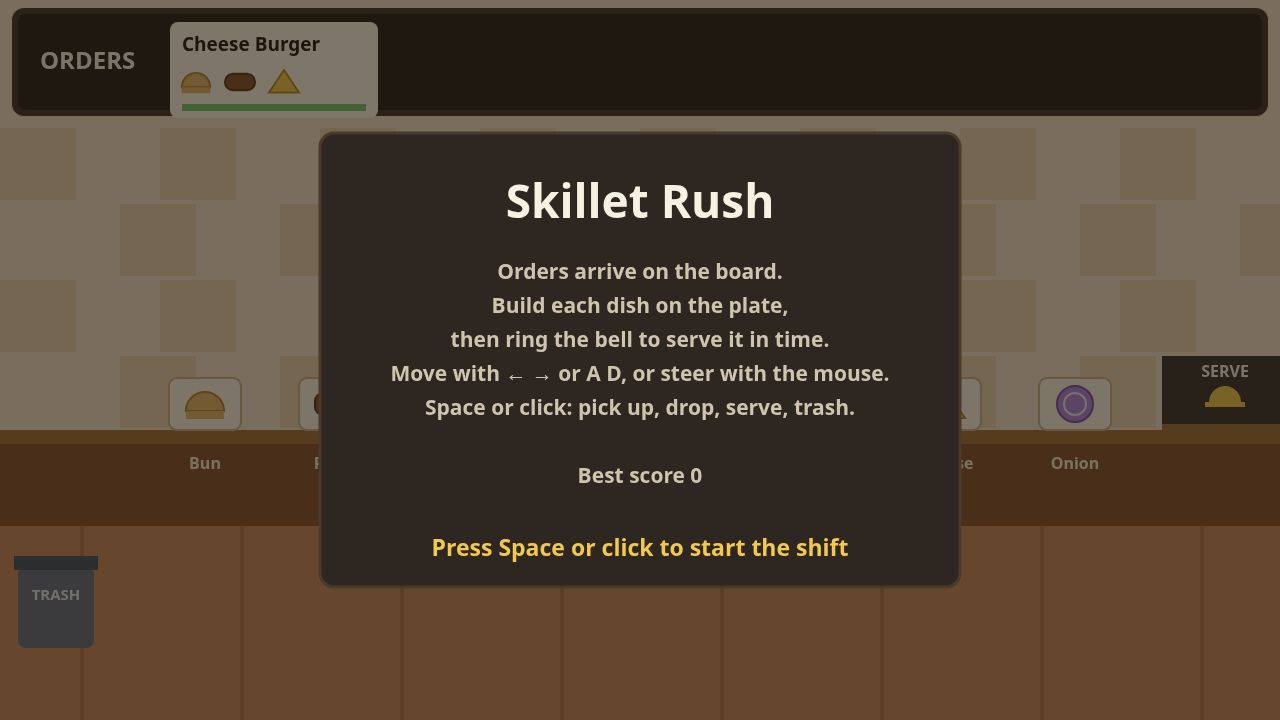 ORDERS
Cheese Burger
Skillet Rush
Orders arrive on the board.
Build each dish on the plate,
then ring the bell to serve it in time.
Move with ← → or A D, or steer with the mouse.
Space or click: pick up, drop, serve, trash.
Best score 0
Press Space or click to start the shift
SERVE
Bun
Onion
TRASH